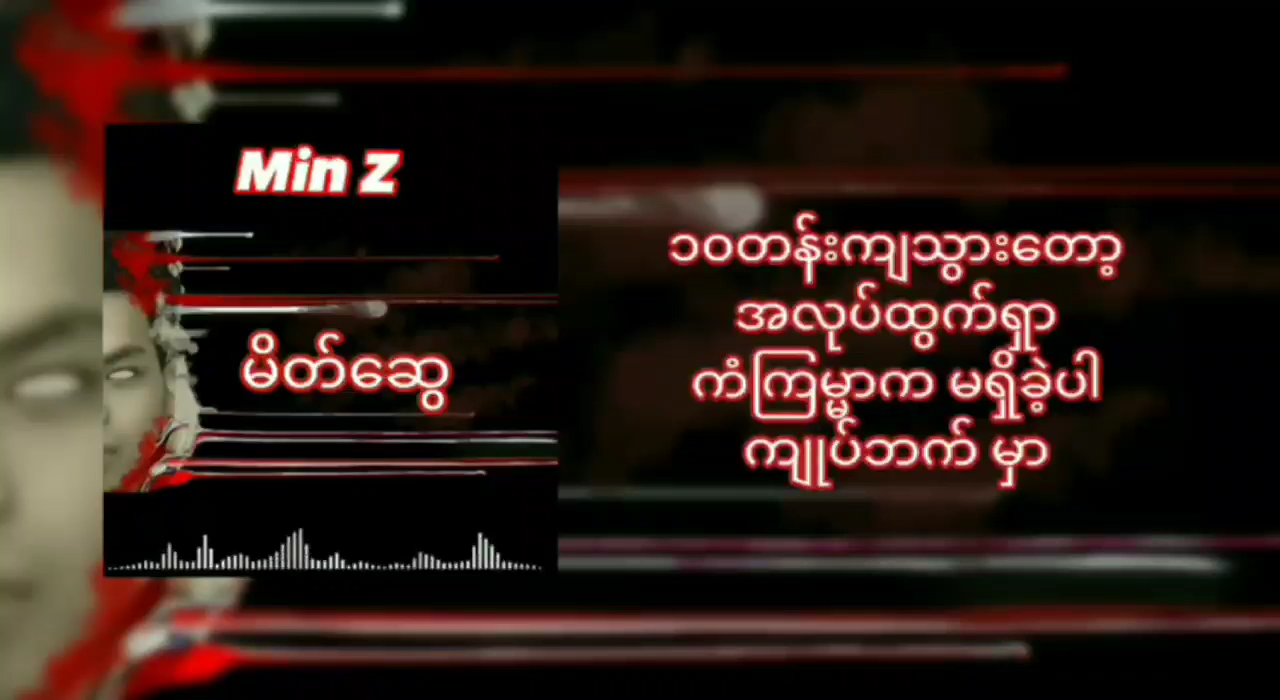 Min Z
မိတ်ဆွေ
၁၀တန်းကျသွားတော့
အလုပ်ထွက်ရှာ
ကံကြမ္မာက မရှိခဲ့ပါ
ကျုပ်ဘက် မှာ